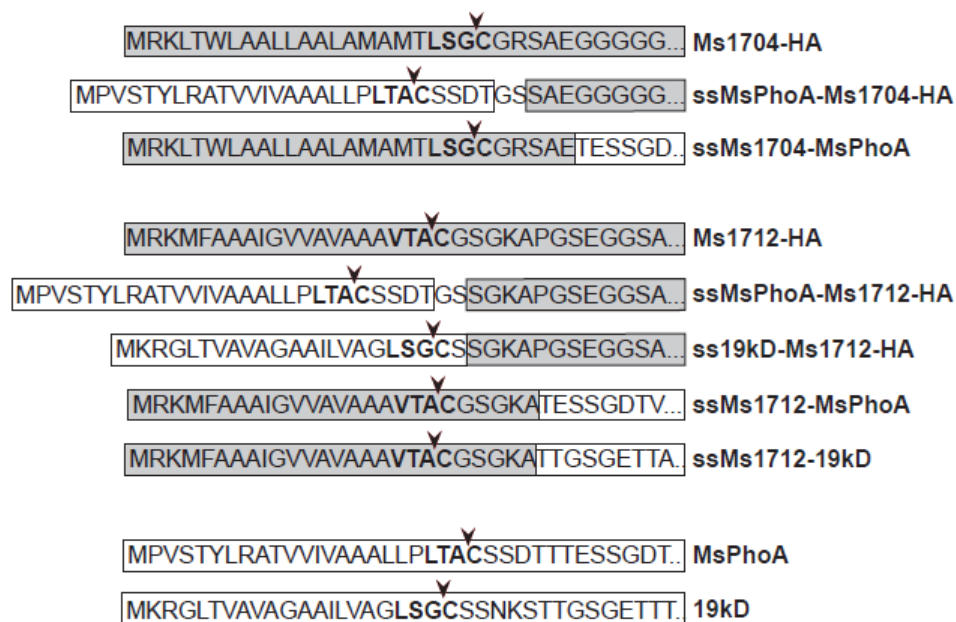 MRKLTWLAALLAALAMAMTLSGCGRSAEGGGGG... Ms1704-HA
MPVSTYLRATVVIVAAALLPLTACSSDTGSSAEGGGGG... ssMsPhoA-Ms1704-HA
MRKLTWLAALLAALAMAMTLSGCGRSAETESSGD.. ssMs1704-MsPhoA
MRKMFAAAIGVVAVAAAVTACGSGKAPGSEGGSA... Ms1712-HA
MPVSTYLRATVVIVAAALLPLTACSSDTGSSGKAPGSEGGSA... ssMsPhoA-Ms1712-HA
MKRGLTVAVAGAAILVAGLSGCSSGKAPGSEGGSA... ss19kD-Ms1712-HA
MRKMFAAAIGVVAVAAAVTACGSGKATESSGDTV... ssMs1712-MsPhoA
MRKMFAAAIGVVAVAAAVTACGSGKATTGSGETTA.. ssMs1712-19kD
MPVSTYLRATVVIVAAALLPLTACSSDTTTESSGDT.. MsPhoA
MKRGLTVAVAGAAILVAGLSGCSSNKSTTGSGETTT.. 19kD